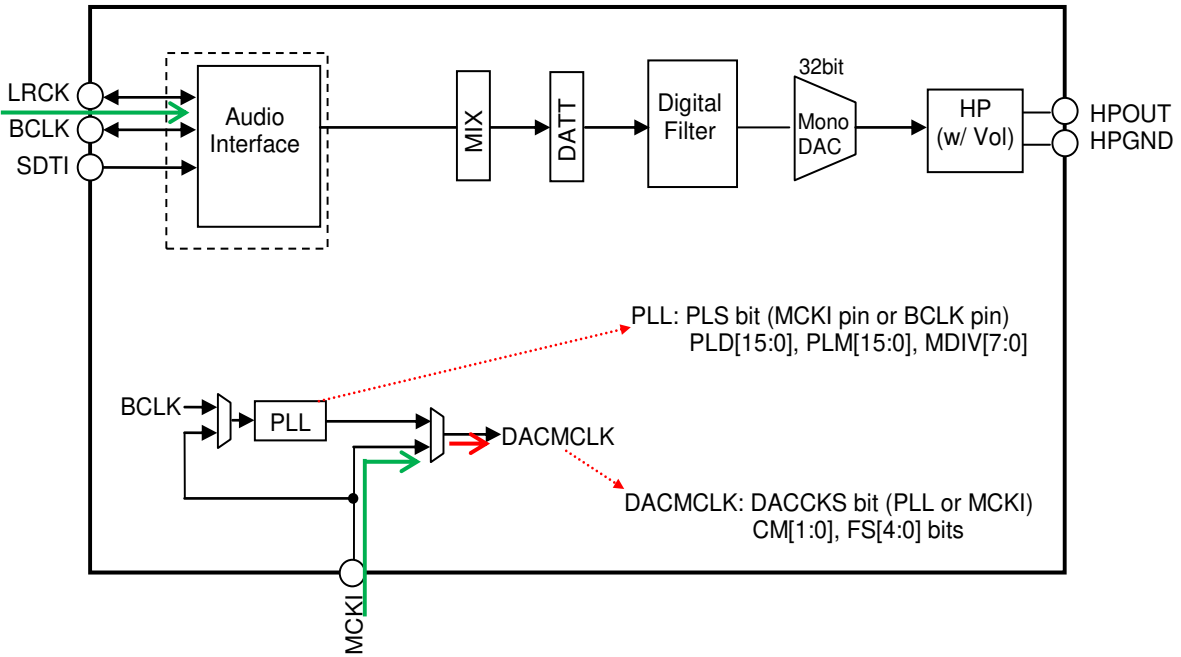 32bit
LRCK
BCLK
SDTI
Audio
Interface
MIX
DATT
Digital
Filter
Mono
DAC
HP
(w/ Vol)
HPOUT
HPGND
PLL: PLS bit (MCKI pin or BCLK pin)
PLD[15:0], PLM[15:0], MDIV[7:0]
BCLK
PLL
DACMCLK
DACMCLK: DACCKS bit (PLL or MCKI)
CM[1:0], FS[4:0] bits
MCKI